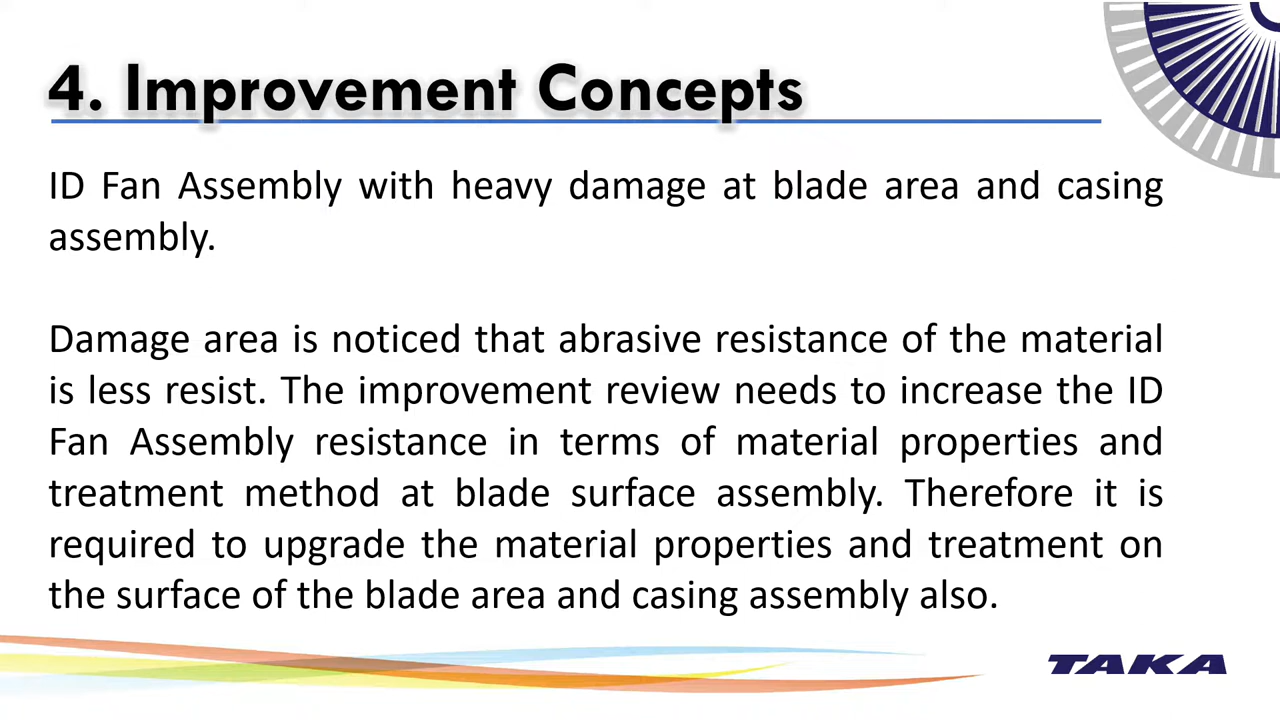 4. Improvement Concepts
ID Fan Assembly with heavy damage at blade area and casing
assembly.
Damage area is noticed that abrasive resistance of the material
is less resist. The improvement review needs to increase the ID
Fan Assembly resistance in terms of material properties and
treatment method at blade surface assembly. Therefore it is
required to upgrade the material properties and treatment on
the surface of the blade area and casing assembly also.
TAKA